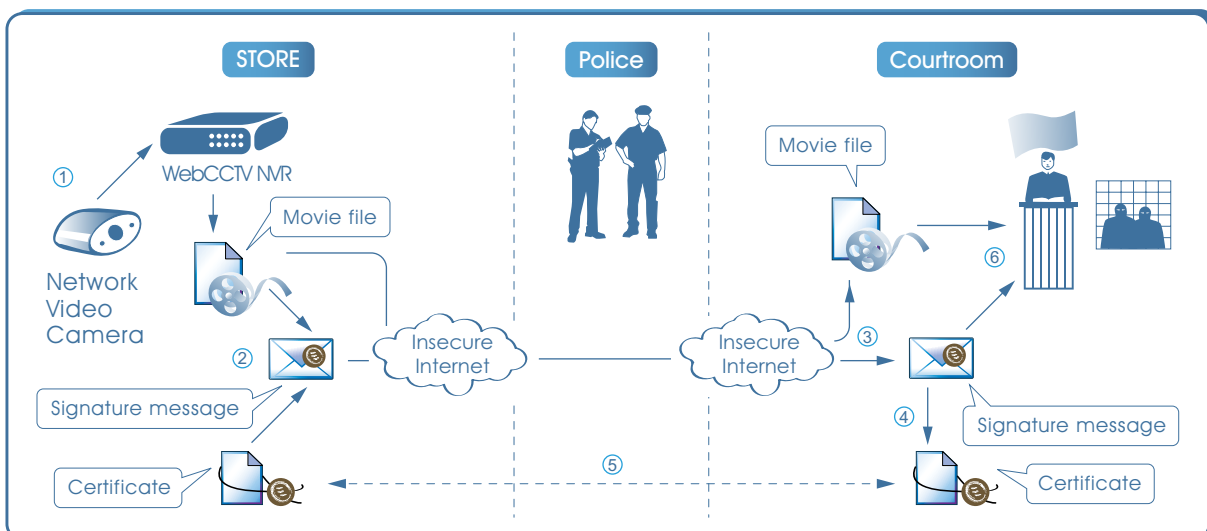 STORE
Police
Courtroom
①
WebCCTV NVR
Movie file
Network
Video
Camera
②
Insecure
Internet
Signature message
Certificate
⑤
Movie file
⑥
Insecure
Internet
③
④
Signature message
Certificate